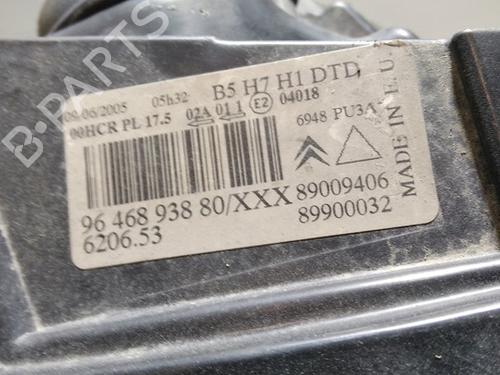 09/06/2005 05h32 B5 H7 H1 DTD
00HCR PL 17.5 02A 01 1 E2 04018
6948 PU3A
MADE IN E.U
96 468 938 80/XXX 89009406
6206.53 89900032
B-PARTS